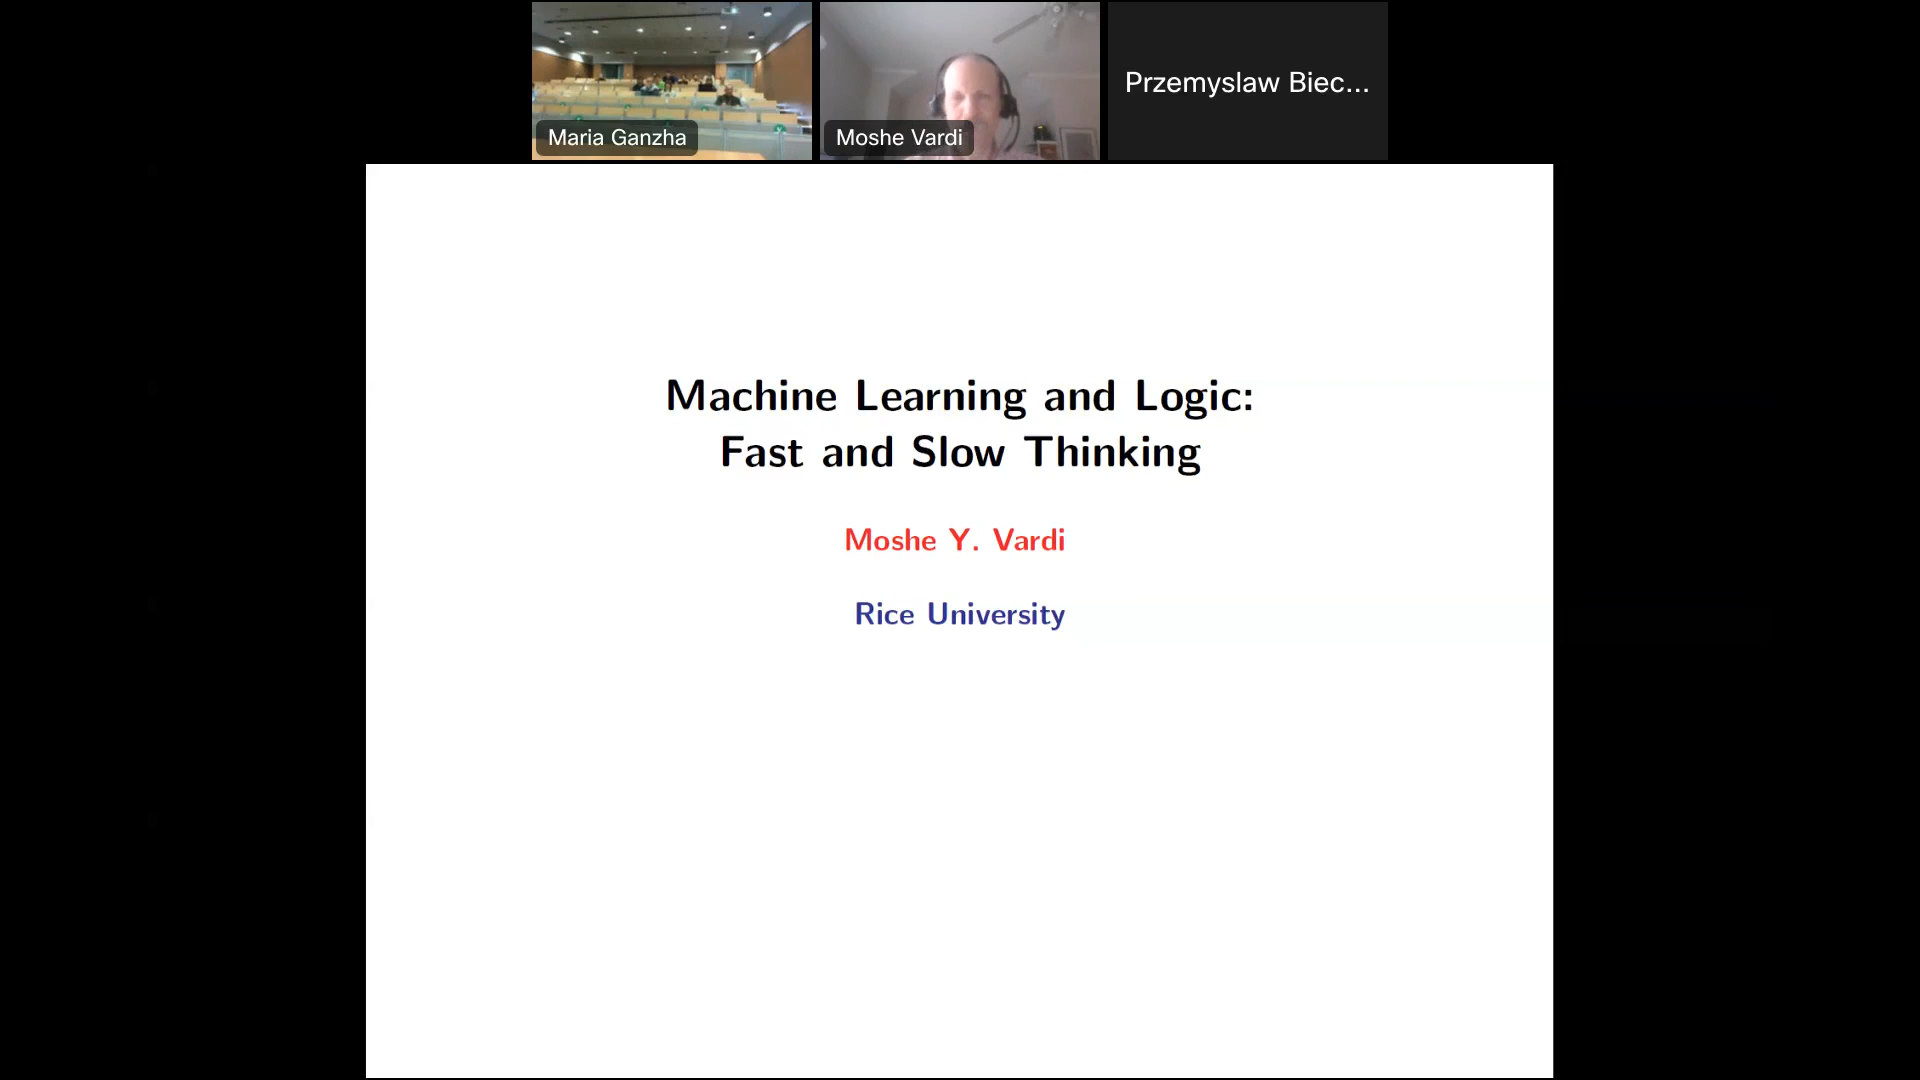 Maria Ganzha
Moshe Vardi
Przemyslaw Biec...
Machine Learning and Logic:
Fast and Slow Thinking
Moshe Y. Vardi
Rice University